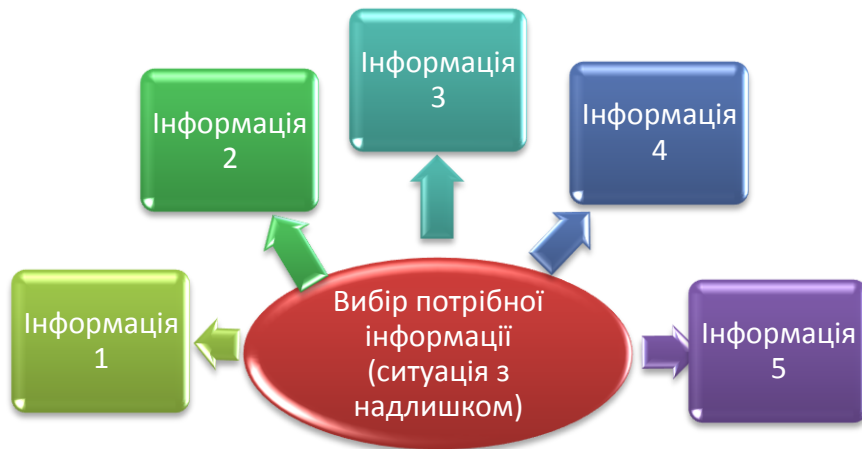 Інформація
1
Інформація
2
Інформація
3
Інформація
4
Інформація
5
Вибір потрібної
інформації
(ситуація з
надлишком)